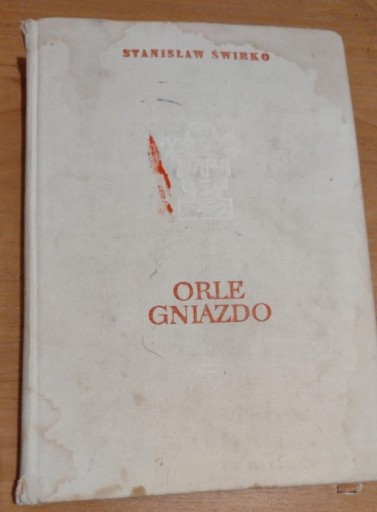 STANISŁAW ŚWIRKO
ORLE
GNIAZDO